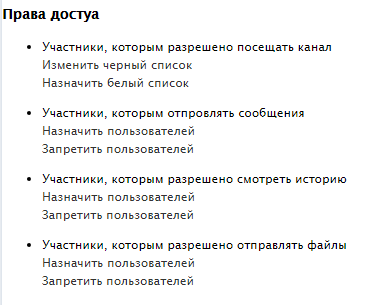 Права достуа
Участники, которым разрешено посещать канал
Изменить черный список
Назначить белый список
Участники, которым отпровлять сообщения
Назначить пользователей
Запретить пользователей
Участники, которым разрешено смотреть историю
Назначить пользователей
Запретить пользователей
Участники, которым разрешено отправлять файлы
Назначить пользователей
Запретить пользователей